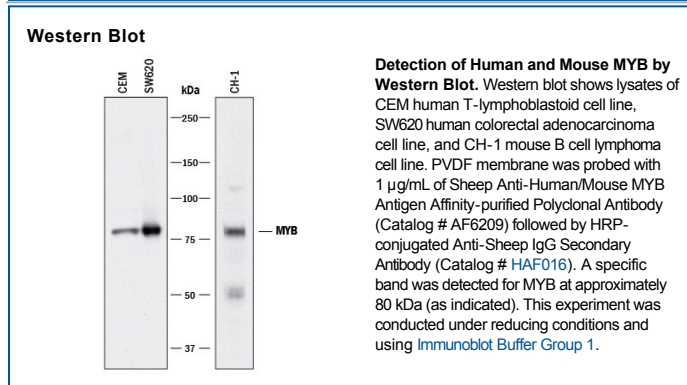 Western Blot
CEM
SW620
kDa
CH-1
250
150
100
75
50
37
MYB
Detection of Human and Mouse MYB by
Western Blot. Western blot shows lysates of
CEM human T-lymphoblastoid cell line,
SW620 human colorectal adenocarcinoma
cell line, and CH-1 mouse B cell lymphoma
cell line. PVDF membrane was probed with
1 µg/mL of Sheep Anti-Human/Mouse MYB
Antigen Affinity-purified Polyclonal Antibody
(Catalog # AF6209) followed by HRP-
conjugated Anti-Sheep IgG Secondary
Antibody (Catalog # HAF016). A specific
band was detected for MYB at approximately
80 kDa (as indicated). This experiment was
conducted under reducing conditions and
using Immunoblot Buffer Group 1.